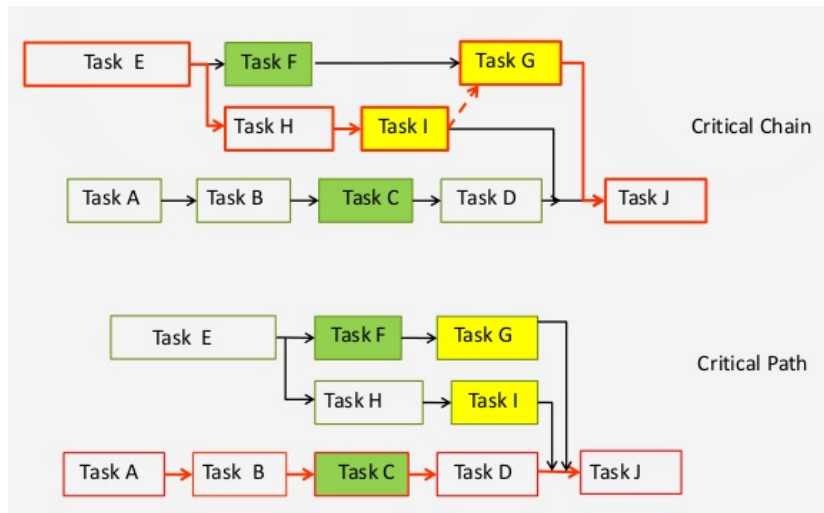 Task E
Task F
Task G
Task H
Task I
Critical Chain
Task A
Task B
Task C
Task D
Task J
Task E
Task F
Task G
Critical Path
Task H
Task I
Task A
Task B
Task C
Task D
Task J